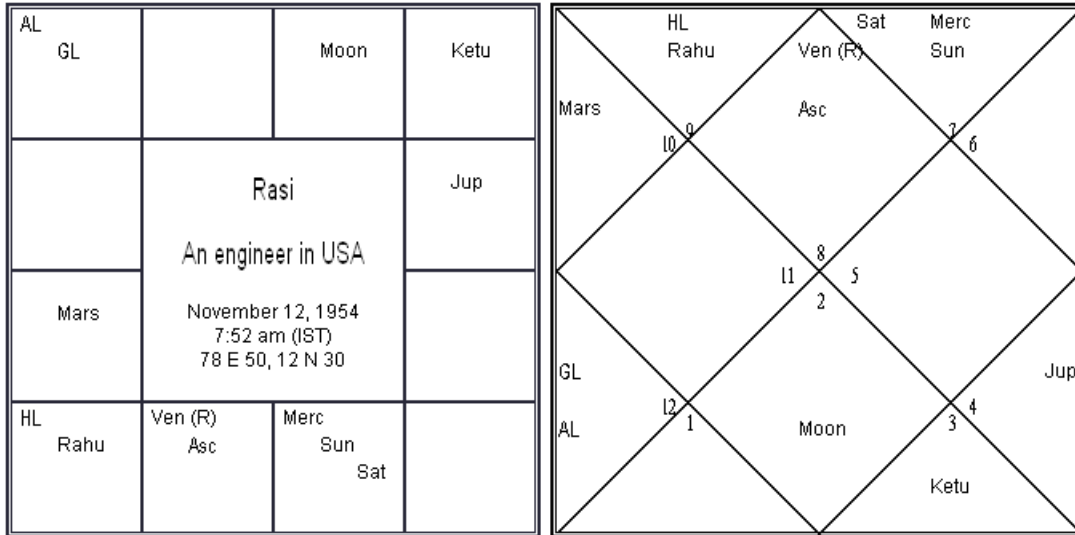 AL
GL
Moon
Ketu
Jup
Rasi
An engineer in USA
November 12, 1954
7:52 am (IST)
78 E 50, 12 N 30
Mars
HL
Rahu
Ven (R)
Asc
Merc
Sun
Sat
HL
Rahu
Sat
Ven (R)
Merc
Sun
Mars
Asc
9
10
7
6
8
11
5
2
GL
AL
Jup
12
1
4
3
Moon
Ketu